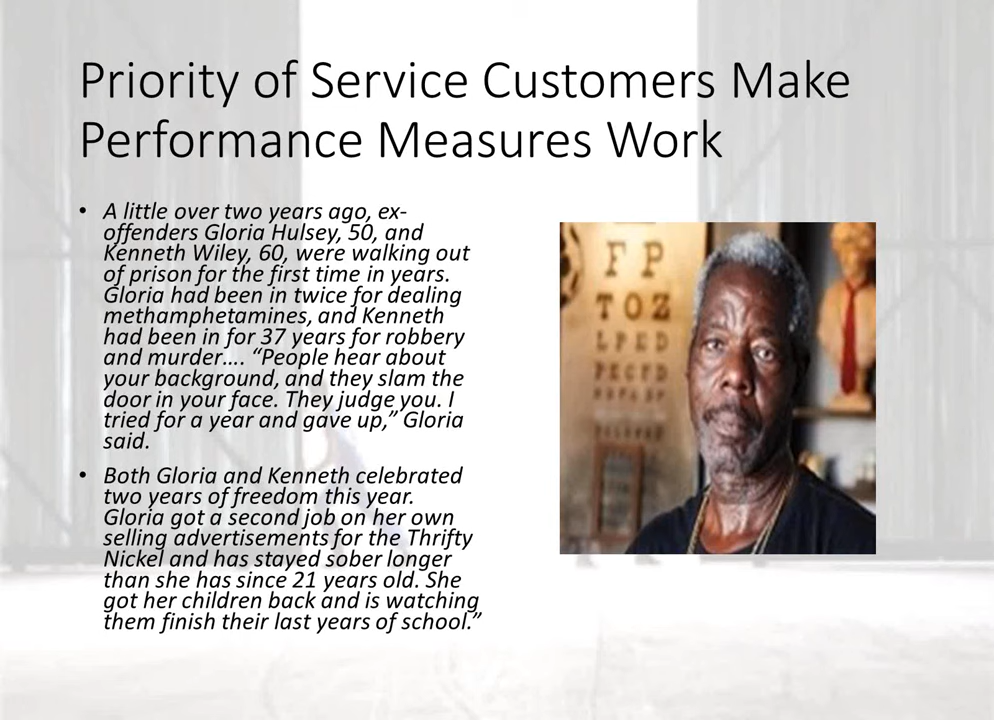 Priority of Service Customers Make
Performance Measures Work
• A little over two years ago, ex-
offenders Gloria Hulsey, 50, and
Kenneth Wiley, 60, were walking out
of prison for the first time in years.
Gloria had been in twice for dealing
methamphetamines, and Kenneth
had been in for 37 years for robbery
and murder…. “People hear about
your background, and they slam the
door in your face. They judge you. I
tried for a year and gave up,” Gloria
said.
• Both Gloria and Kenneth celebrated
two years of freedom this year.
Gloria got a second job on her own
selling advertisements for the Thrifty
Nickel and has stayed sober longer
than she has since 21 years old. She
got her children back and is watching
them finish their last years of school.”
F P
T O Z
L P E D
P E C F D